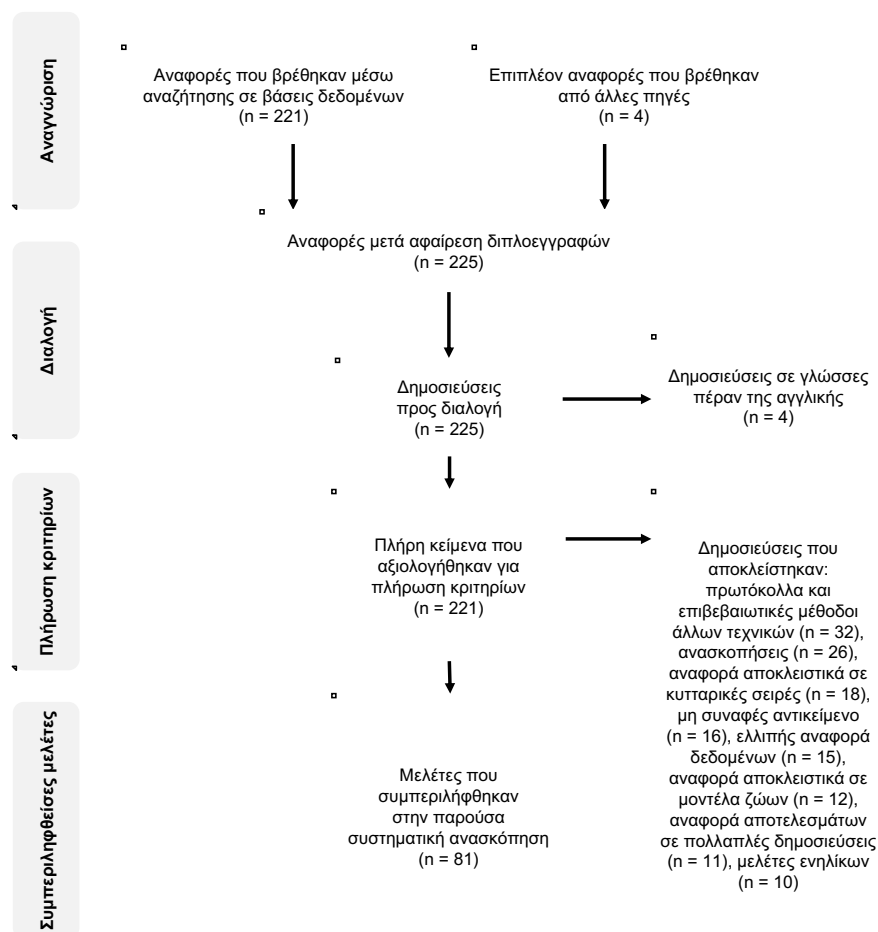 Αναγνώριση
Αναφορές που βρέθηκαν μέσω
αναζήτησης σε βάσεις δεδομένων
(n = 221)
Επιπλέον αναφορές που βρέθηκαν
από άλλες πηγές
(n = 4)
Αναφορές μετά αφαίρεση διπλοεγγραφών
(n = 225)
Διαλογή
Δημοσιεύσεις
προς διαλογή
(n = 225)
Δημοσιεύσεις σε γλώσσες
πέραν της αγγλικής
(n = 4)
Πλήρωση κριτηρίων
Πλήρη κείμενα που
αξιολογήθηκαν για
πλήρωση κριτηρίων
(n = 221)
Δημοσιεύσεις που
αποκλείστηκαν:
πρωτόκολλα και
επιβεβαιωτικές μέθοδοι
άλλων τεχνικών (n = 32),
ανασκοπήσεις (n = 26),
αναφορά αποκλειστικά σε
κυτταρικές σειρές (n = 18),
μη συναφές αντικείμενο
(n = 16), ελλιπής αναφορά
δεδομένων (n = 15),
αναφορά αποκλειστικά σε
μοντέλα ζώων (n = 12),
αναφορά αποτελεσμάτων
σε πολλαπλές δημοσιεύσεις
(n = 11), μελέτες ενηλίκων
(n = 10)
Συμπεριληφθείσες μελέτες
Μελέτες που
συμπεριλήφθηκαν
στην παρούσα
συστηματική ανασκόπηση
(n = 81)